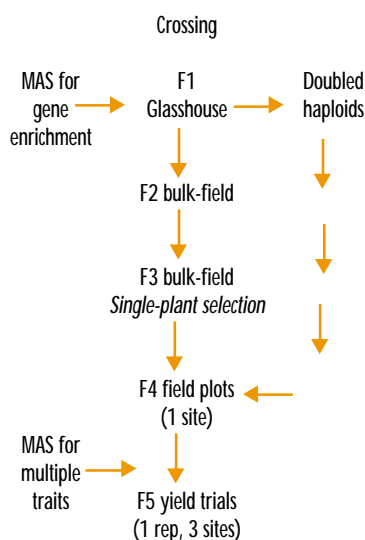 Crossing
MAS for
gene
enrichment
F1
Glasshouse
Doubled
haploids
F2 bulk-field
F3 bulk-field
Single-plant selection
F4 field plots
(1 site)
MAS for
multiple
traits
F5 yield trials
(1 rep, 3 sites)